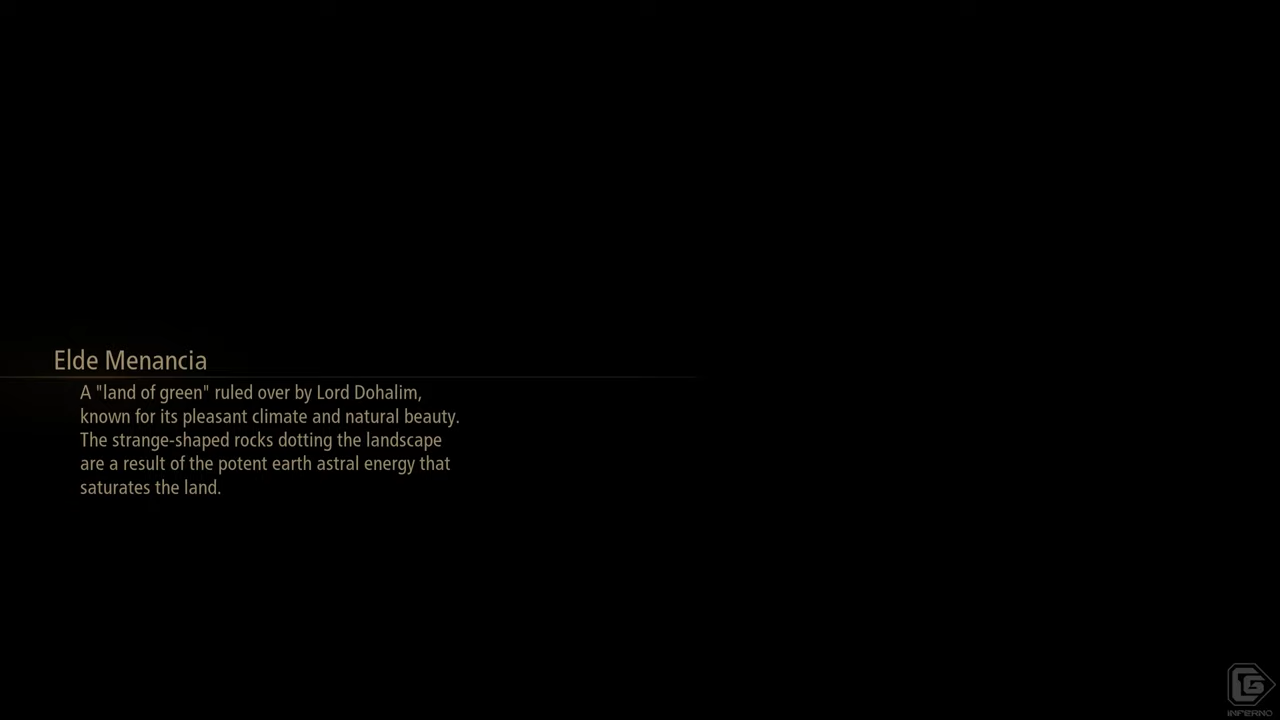 Elde Menancia
A "land of green" ruled over by Lord Dohalim,
known for its pleasant climate and natural beauty.
The strange-shaped rocks dotting the landscape
are a result of the potent earth astral energy that
saturates the land.
INFERNO